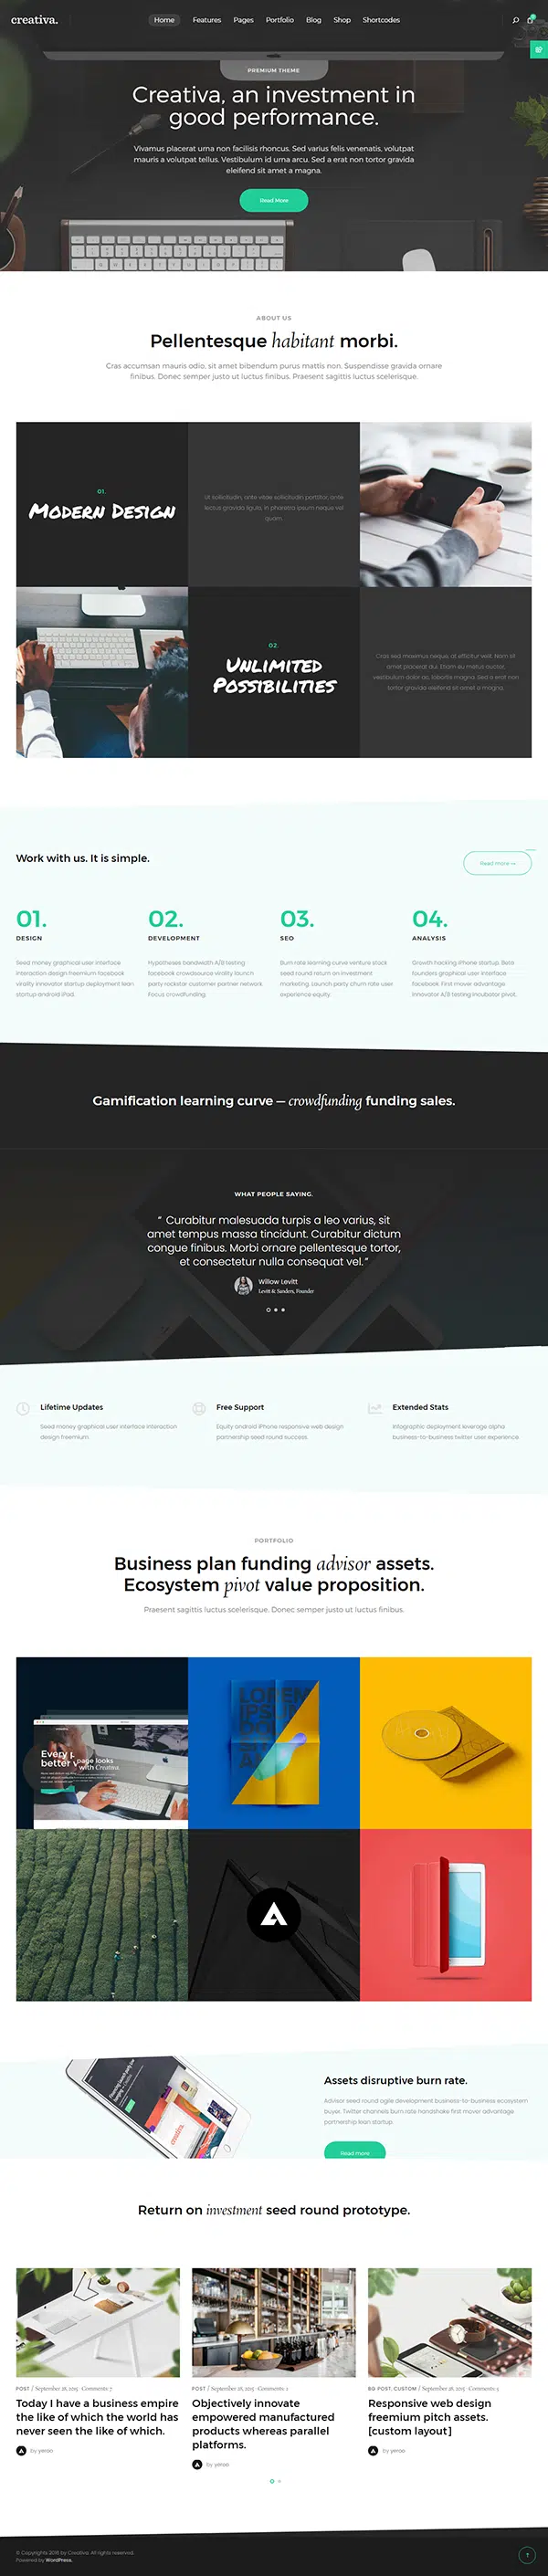 creativa.
Home Features Pages Portfolio Blog Shop Shortcodes
PREMIUM THEME
Creativa, an investment in
good performance.
Vivamus placerat urna non facilisis rhoncus. Sed varius felis venenatis, volutpat
mauris a volutpat tellus. Vestibulum id urna arcu. Sed a erat non tortor gravida
eleifend sit amet a magna.
Read More
ABOUT US
Pellentesque habitant morbi.
Cras accumsan mauris odio, sit amet bibendum purus mattis non. Suspendisse gravida ornare
finibus. Donec semper justo ut luctus finibus. Praesent sagittis luctus scelerisque.
01.
Modern Design
sit sollicitudin, ante vitae sollicitudin porttitor, ante
lectus gravida ligula, in pharetra ipsum neque vel
quam.
02.
Unlimited
Possibilities
Cras sed maximus neque, at efficitur velit. Nam sit
amet placerat dui. Etiam eu metus auctor,
vestibulum dolor ac, lobortis magna. Sed a erat non
tortor gravida eleifend sit amet a magna.
Work with us. It is simple.
Read more →
01.
DESIGN
Seed money graphical user interface
interaction design freemium facebook
virality innovator startup deployment lean
startup android iPad.
02.
DEVELOPMENT
Hypotheses bandwidth A/B testing
facebook crowdsource virality launch
party rockstar customer partner network
Focus crowdfunding.
03.
SEO
Burn rate learning curve venture stock
seed round return on investment
marketing. Launch party churn rate user
experience equity.
04.
ANALYSIS
Growth hacking iPhone startup. Beta
founders graphical user interface
facebook. First mover advantage
innovator A/B testing incubator pivot.
Gamification learning curve — crowdfunding funding sales.
WHAT PEOPLE SAYING.
“ Curabitur malesuada turpis a leo varius, sit
amet tempus massa tincidunt. Curabitur dictum
congue finibus. Morbi ornare pellentesque tortor,
et consectetur nulla consequat vel.”
Willow Levitt
Levitt & Sanders, Founder
Lifetime Updates
Seed money graphical user interface interaction
design freemium
Free Support
Equity android iPhone responsive web design
partnership seed round success
Extended Stats
Infographic deployment leverage alpha
business-to-business twitter user experience
PORTFOLIO
Business plan funding advisor assets.
Ecosystem pivot value proposition.
Praesent sagittis luctus scelerisque. Donec semper justo ut luctus finibus.
Every page looks
better with Creativa.
LOREM
IPSUM
Assets disruptive burn rate.
Advisor seed round agile development business-to-business ecosystem
buyer. Twitter channels burn rate handshake first mover advantage
partnership lean startup.
Read more
Return on investment seed round prototype.
POST / September 28, 2015 · Comments: 7
Today I have a business empire
the like of which the world has
never seen the like of which.
by yeroo
POST / September 28, 2015 · Comments: 2
Objectively innovate
empowered manufactured
products whereas parallel
platforms.
by yeroo
BG POST, CUSTOM / September 28, 2015 · Comments: 5
Responsive web design
freemium pitch assets.
[custom layout]
by yeroo
© Copyrights 2016 by Creativa. All rights reserved.
Powered by WordPress.